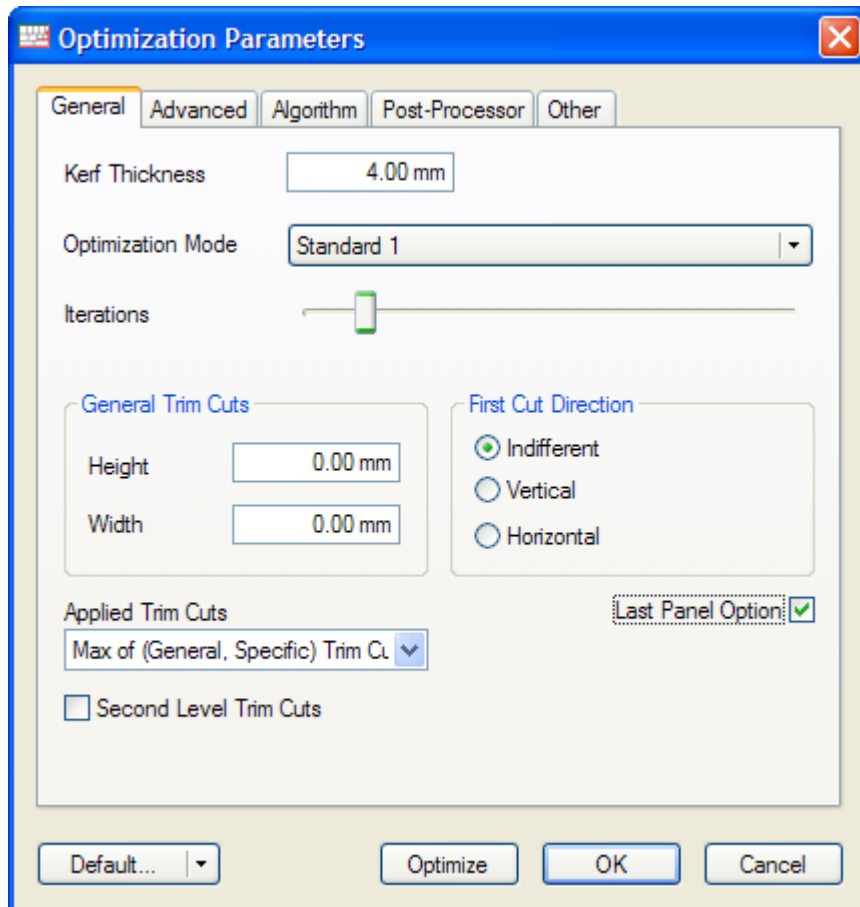 Optimization Parameters
General Advanced Algorithm Post-Processor Other
Kerf Thickness 4.00 mm
Optimization Mode Standard 1
Iterations
General Trim Cuts
Height 0.00 mm
Width 0.00 mm
First Cut Direction
Indifferent
Vertical
Horizontal
Applied Trim Cuts
Max of (General, Specific) Trim Cu
Last Panel Option
Second Level Trim Cuts
Default... Optimize OK Cancel